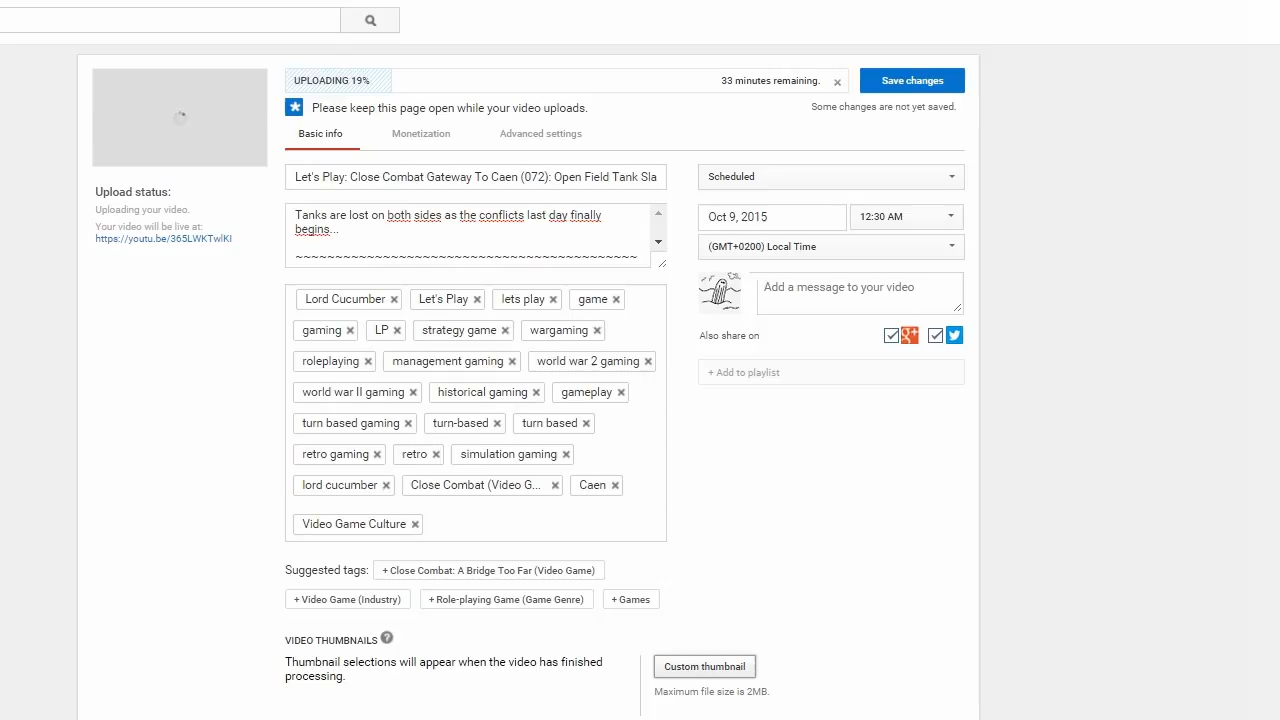 UPLOADING 19%
33 minutes remaining.
Save changes
Please keep this page open while your video uploads.
Some changes are not yet saved.
Basic info
Monetization
Advanced settings
Upload status:
Uploading your video.
Your video will be live at:
https://youtu.be/365LWKTwlKI
Let's Play: Close Combat Gateway To Caen (072): Open Field Tank Sla
Tanks are lost on both sides as the conflicts last day finally
begins...
~~~~~~~~~~~~~~~~~~~~~~~~~~~~~~~~~~~~~~~~~~~
Scheduled
Oct 9, 2015
12:30 AM
(GMT+0200) Local Time
Add a message to your video
Also share on
+ Add to playlist
Lord Cucumber
Let's Play
lets play
game
gaming
LP
strategy game
wargaming
roleplaying
management gaming
world war 2 gaming
world war II gaming
historical gaming
gameplay
turn based gaming
turn-based
turn based
retro gaming
retro
simulation gaming
lord cucumber
Close Combat (Video G...
Caen
Video Game Culture
Suggested tags:
+ Close Combat: A Bridge Too Far (Video Game)
+ Video Game (Industry)
+ Role-playing Game (Game Genre)
+ Games
VIDEO THUMBNAILS ?
Thumbnail selections will appear when the video has finished
processing.
Custom thumbnail
Maximum file size is 2MB.